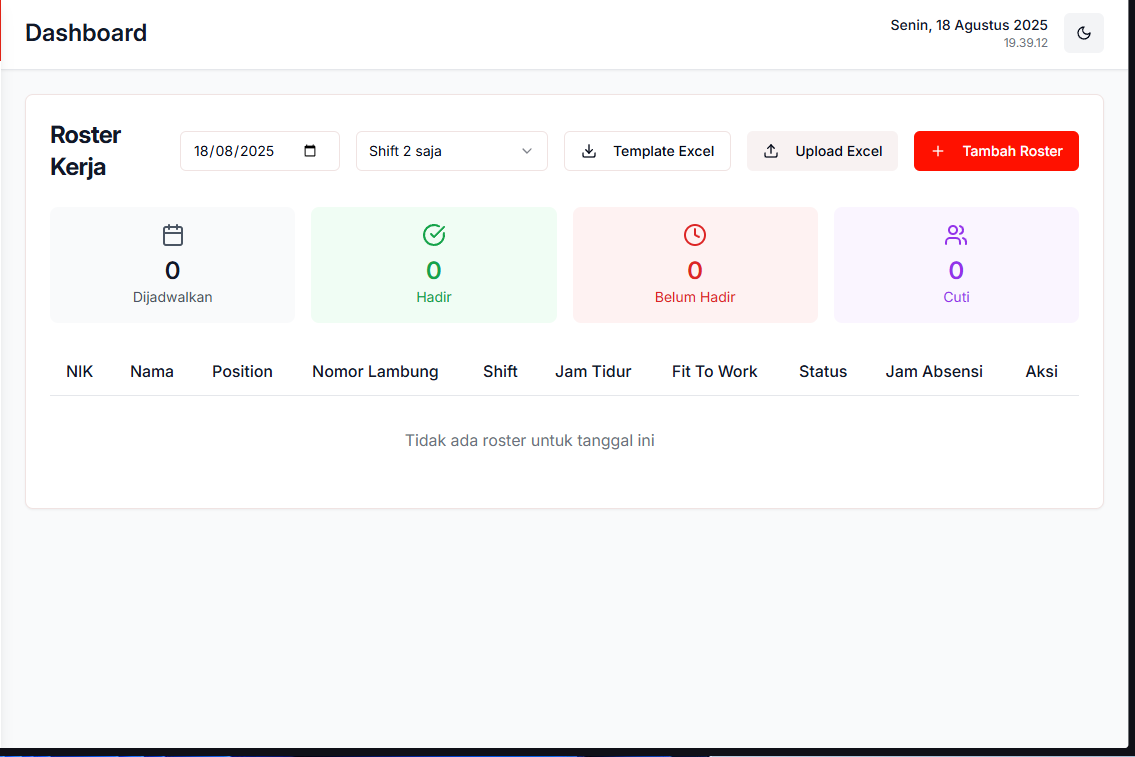 Dashboard
Senin, 18 Agustus 2025
19.39.12
Roster
Kerja
18/08/2025
Shift 2 saja
Template Excel
Upload Excel
Tambah Roster
0
Dijadwalkan
0
Hadir
0
Belum Hadir
0
Cuti
NIK Nama Position Nomor Lambung Shift Jam Tidur Fit To Work Status Jam Absensi Aksi
Tidak ada roster untuk tanggal ini